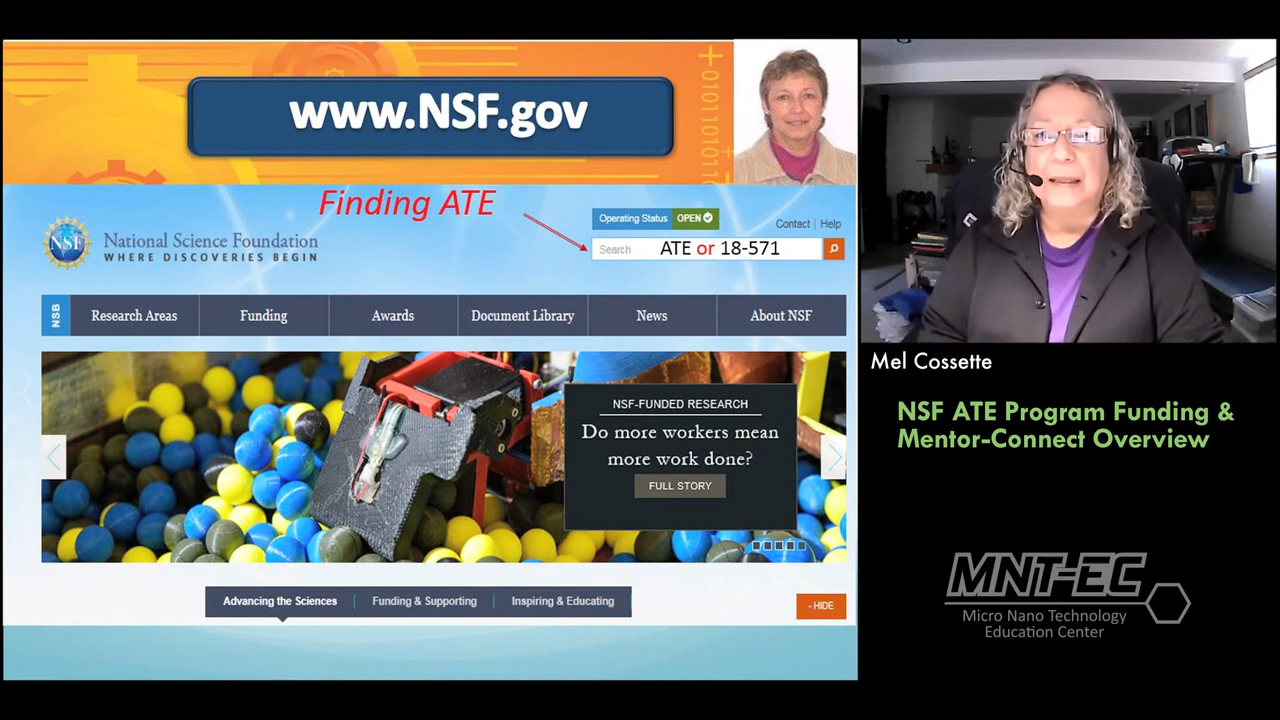 www.NSF.gov
Finding ATE
Operating Status OPEN
Contact | Help
NSF
National Science Foundation
WHERE DISCOVERIES BEGIN
Search ATE or 18-571
NSB
Research Areas
Funding
Awards
Document Library
News
About NSF
NSF-FUNDED RESEARCH
Do more workers mean
more work done?
FULL STORY
Advancing the Sciences
Funding & Supporting
Inspiring & Educating
- HIDE
Mel Cossette
NSF ATE Program Funding &
Mentor-Connect Overview
MNT-EC
Micro Nano Technology
Education Center